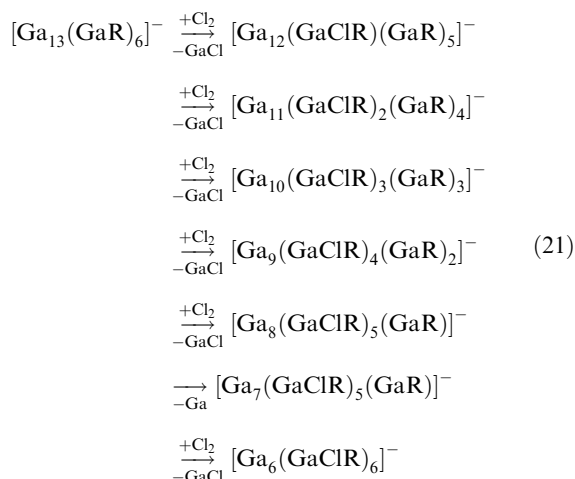 [Ga₁₃(GaR)₆]⁻ +Cl₂ ⟶ −GaCl [Ga₁₂(GaClR)(GaR)₅]⁻
+Cl₂ ⟶ −GaCl [Ga₁₁(GaClR)₂(GaR)₄]⁻
+Cl₂ ⟶ −GaCl [Ga₁₀(GaClR)₃(GaR)₃]⁻
+Cl₂ ⟶ −GaCl [Ga₉(GaClR)₄(GaR)₂]⁻ (21)
+Cl₂ ⟶ −GaCl [Ga₈(GaClR)₅(GaR)]⁻
⟶ −Ga [Ga₇(GaClR)₅(GaR)]⁻
+Cl₂ ⟶ −GaCl [Ga₆(GaClR)₆]⁻